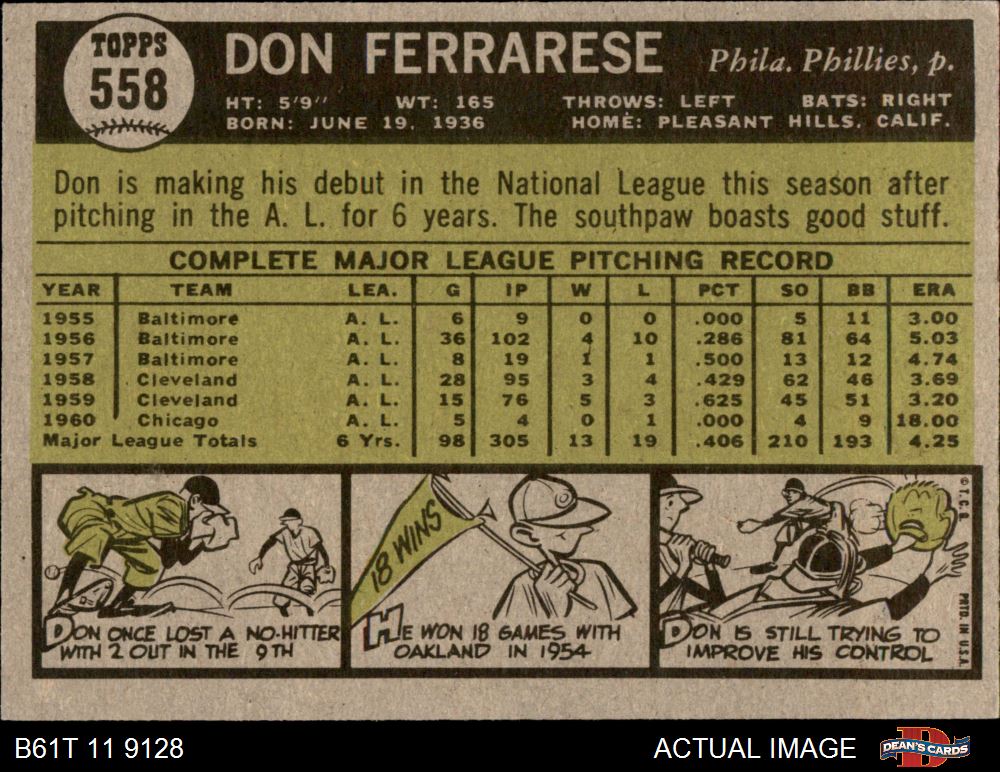 TOPPS
558
DON FERRARESE Phila. Phillies, p.
HT: 5'9" WT: 165 THROWS: LEFT BATS: RIGHT
BORN: JUNE 19, 1936 HOME: PLEASANT HILLS, CALIF.
Don is making his debut in the National League this season after
pitching in the A. L. for 6 years. The southpaw boasts good stuff.
COMPLETE MAJOR LEAGUE PITCHING RECORD
YEAR TEAM LEA. G IP W L PCT SO BB ERA
1955 Baltimore A. L. 6 9 0 0 .000 5 11 3.00
1956 Baltimore A. L. 36 102 4 10 .286 81 64 5.03
1957 Baltimore A. L. 8 19 1 1 .500 13 12 4.74
1958 Cleveland A. L. 28 95 3 4 .429 62 46 3.69
1959 Cleveland A. L. 15 76 5 3 .625 45 51 3.20
1960 Chicago A. L. 5 4 0 1 .000 4 9 18.00
Major League Totals 6 Yrs. 98 305 13 19 .406 210 193 4.25
DON ONCE LOST A NO-HITTER
WITH 2 OUT IN THE 9TH
18 WINS
C
HE WON 18 GAMES WITH
OAKLAND IN 1954
DON IS STILL TRYING TO
IMPROVE HIS CONTROL
© T.C.G.
PRTD. IN U.S.A.
B61T 11 9128 ACTUAL IMAGE
D
DEAN'S CARDS